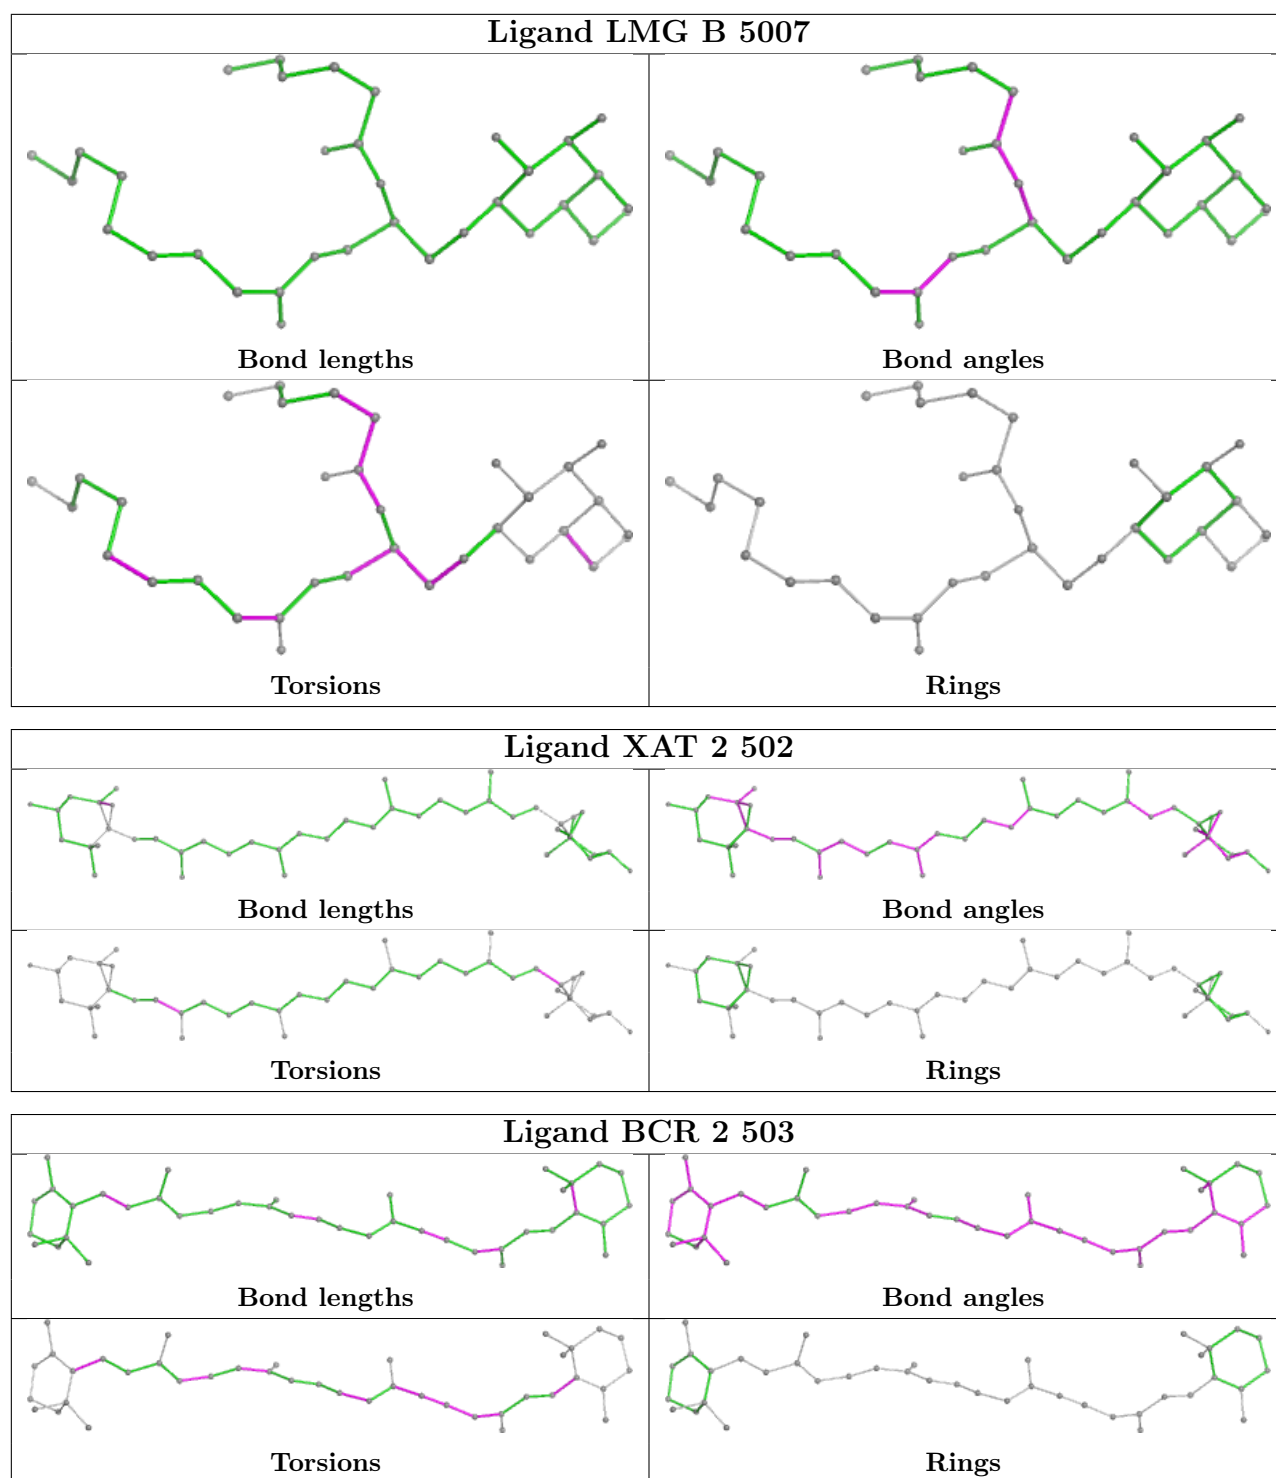 Ligand LMG B 5007
Bond lengths
Bond angles
Torsions
Rings
Ligand XAT 2 502
Bond lengths
Bond angles
Torsions
Rings
Ligand BCR 2 503
Bond lengths
Bond angles
Torsions
Rings